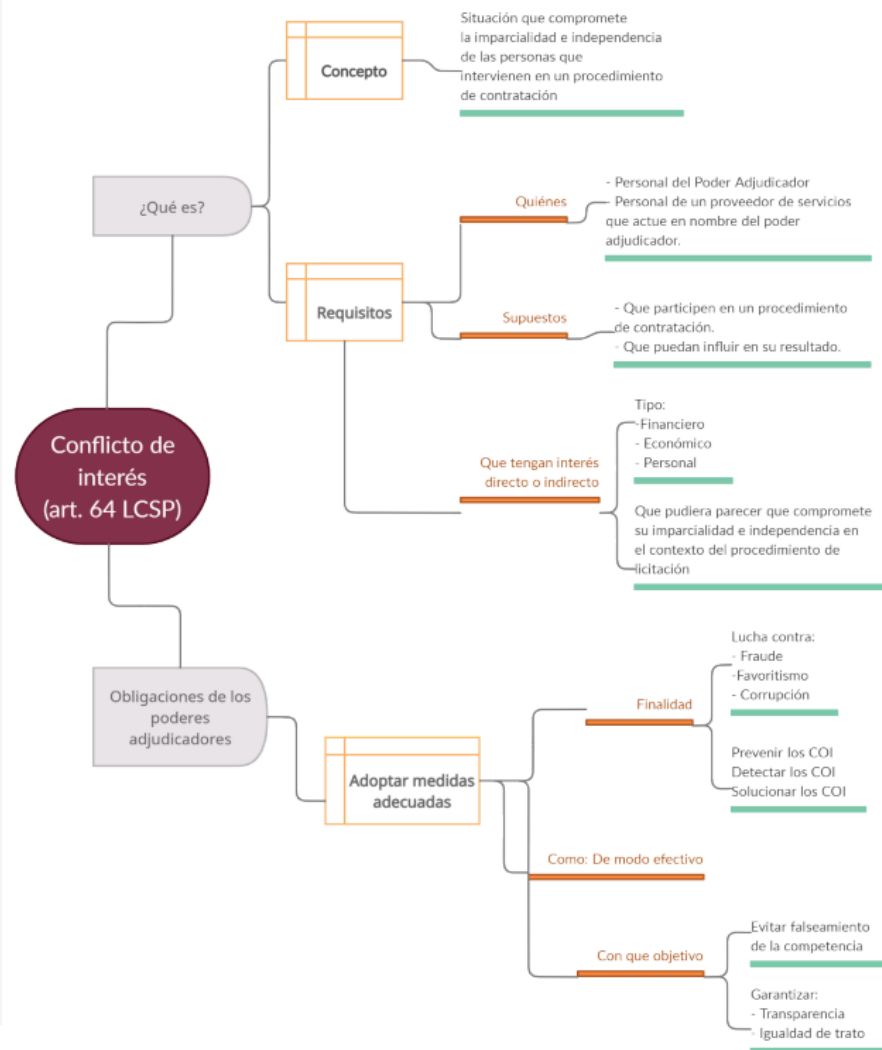 Situación que compromete
la imparcialidad e independencia
de las personas que
intervienen en un procedimiento
de contratación
Concepto
¿Qué es?
Quiénes
- Personal del Poder Adjudicador
- Personal de un proveedor de servicios
que actue en nombre del poder
adjudicador.
Requisitos
Supuestos
- Que participen en un procedimiento
de contratación.
- Que puedan influir en su resultado.
Conflicto de
interés
(art. 64 LCSP)
Que tengan interés
directo o indirecto
Tipo:
-Financiero
- Económico
- Personal
Que pudiera parecer que compromete
su imparcialidad e independencia en
el contexto del procedimiento de
licitación
Obligaciones de los
poderes
adjudicadores
Adoptar medidas
adecuadas
Finalidad
Lucha contra:
- Fraude
-Favoritismo
- Corrupción
Prevenir los COI
Detectar los COI
Solucionar los COI
Como: De modo efectivo
Con que objetivo
Evitar falseamiento
de la competencia
Garantizar:
- Transparencia
- Igualdad de trato